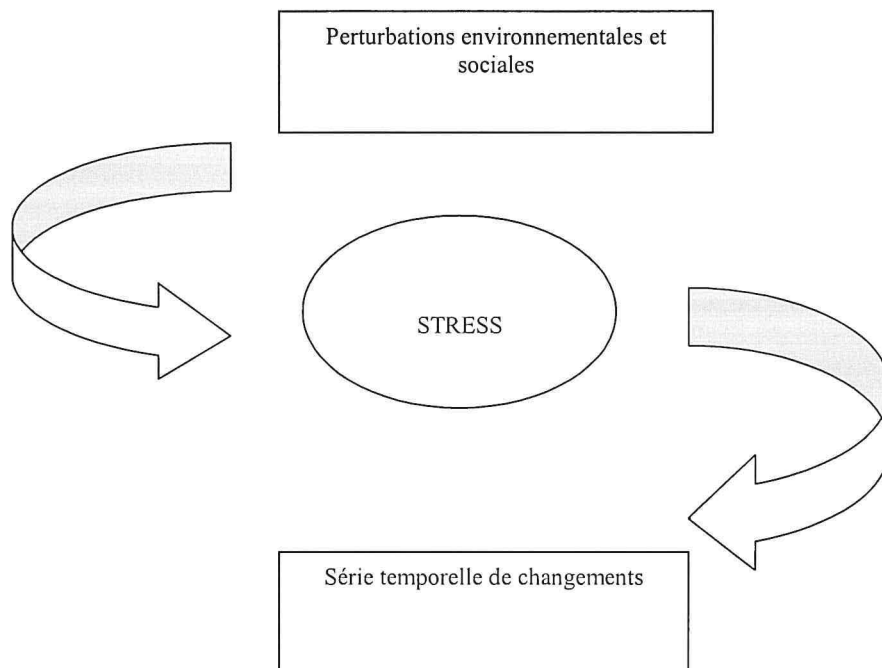 Perturbations environnementales et
sociales
STRESS
Série temporelle de changements